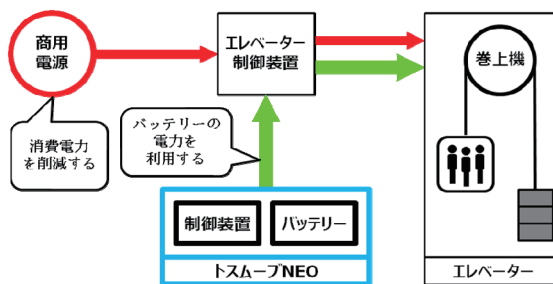 商用
電源
エレベーター
制御装置
巻上機
消費電力
を削減する
バッテリーの
電力を
利用する
制御装置
バッテリー
トスムーブNEO
エレベーター